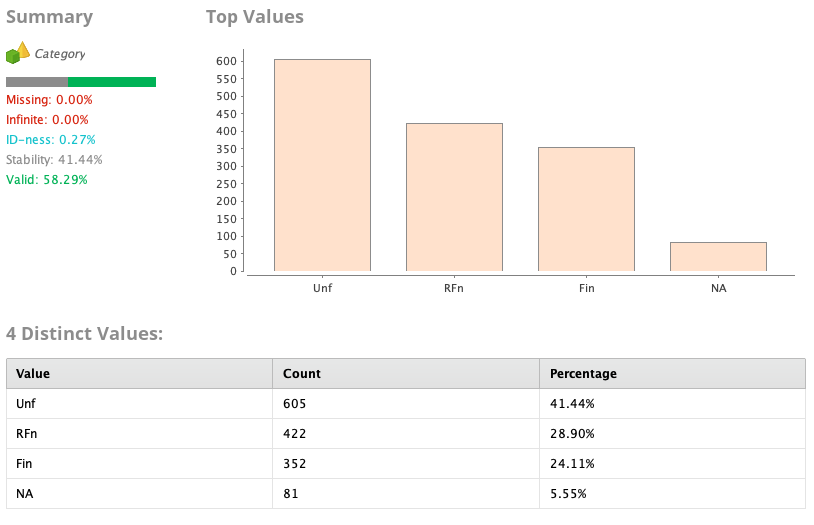 Summary
Category
Missing: 0.00%
Infinite: 0.00%
ID-ness: 0.27%
Stability: 41.44%
Valid: 58.29%
Top Values
600
550
500
450
400
350
300
250
200
150
100
50
0
Unf RFn Fin NA
4 Distinct Values:
Value Count Percentage
Unf 605 41.44%
RFn 422 28.90%
Fin 352 24.11%
NA 81 5.55%